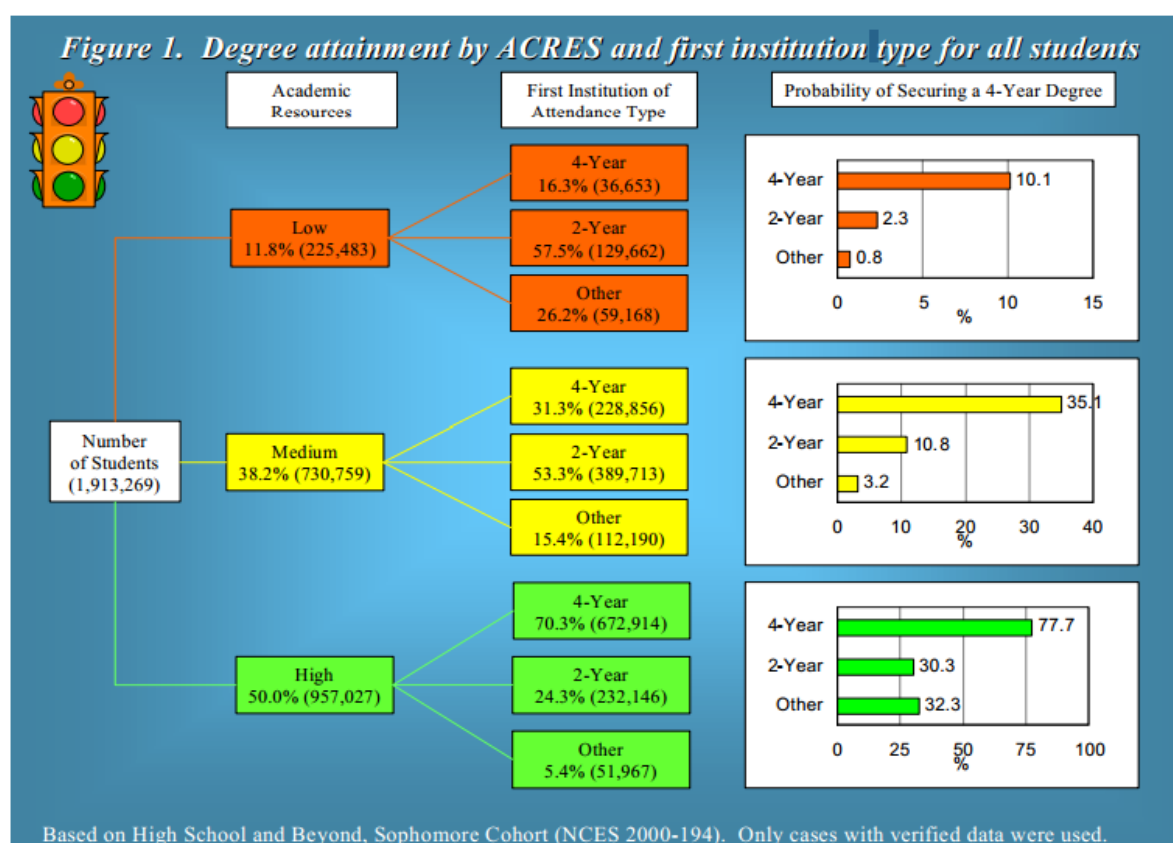 Figure 1. Degree attainment by ACRES and first institution type for all students
Academic
Resources
First Institution of
Attendance Type
Probability of Securing a 4-Year Degree
Number
of Students
(1,913,269)
Low
11.8% (225,483)
4-Year
16.3% (36,653)
2-Year
57.5% (129,662)
Other
26.2% (59,168)
4-Year
10.1
2-Year
2.3
Other
0.8
0 5 10 15
%
Medium
38.2% (730,759)
4-Year
31.3% (228,856)
2-Year
53.3% (389,713)
Other
15.4% (112,190)
4-Year
35.1
2-Year
10.8
Other
3.2
0 10 20 30 40
%
High
50.0% (957,027)
4-Year
70.3% (672,914)
2-Year
24.3% (232,146)
Other
5.4% (51,967)
4-Year
77.7
2-Year
30.3
Other
32.3
0 25 50 75 100
%
Based on High School and Beyond, Sophomore Cohort (NCES 2000-194). Only cases with verified data were used.